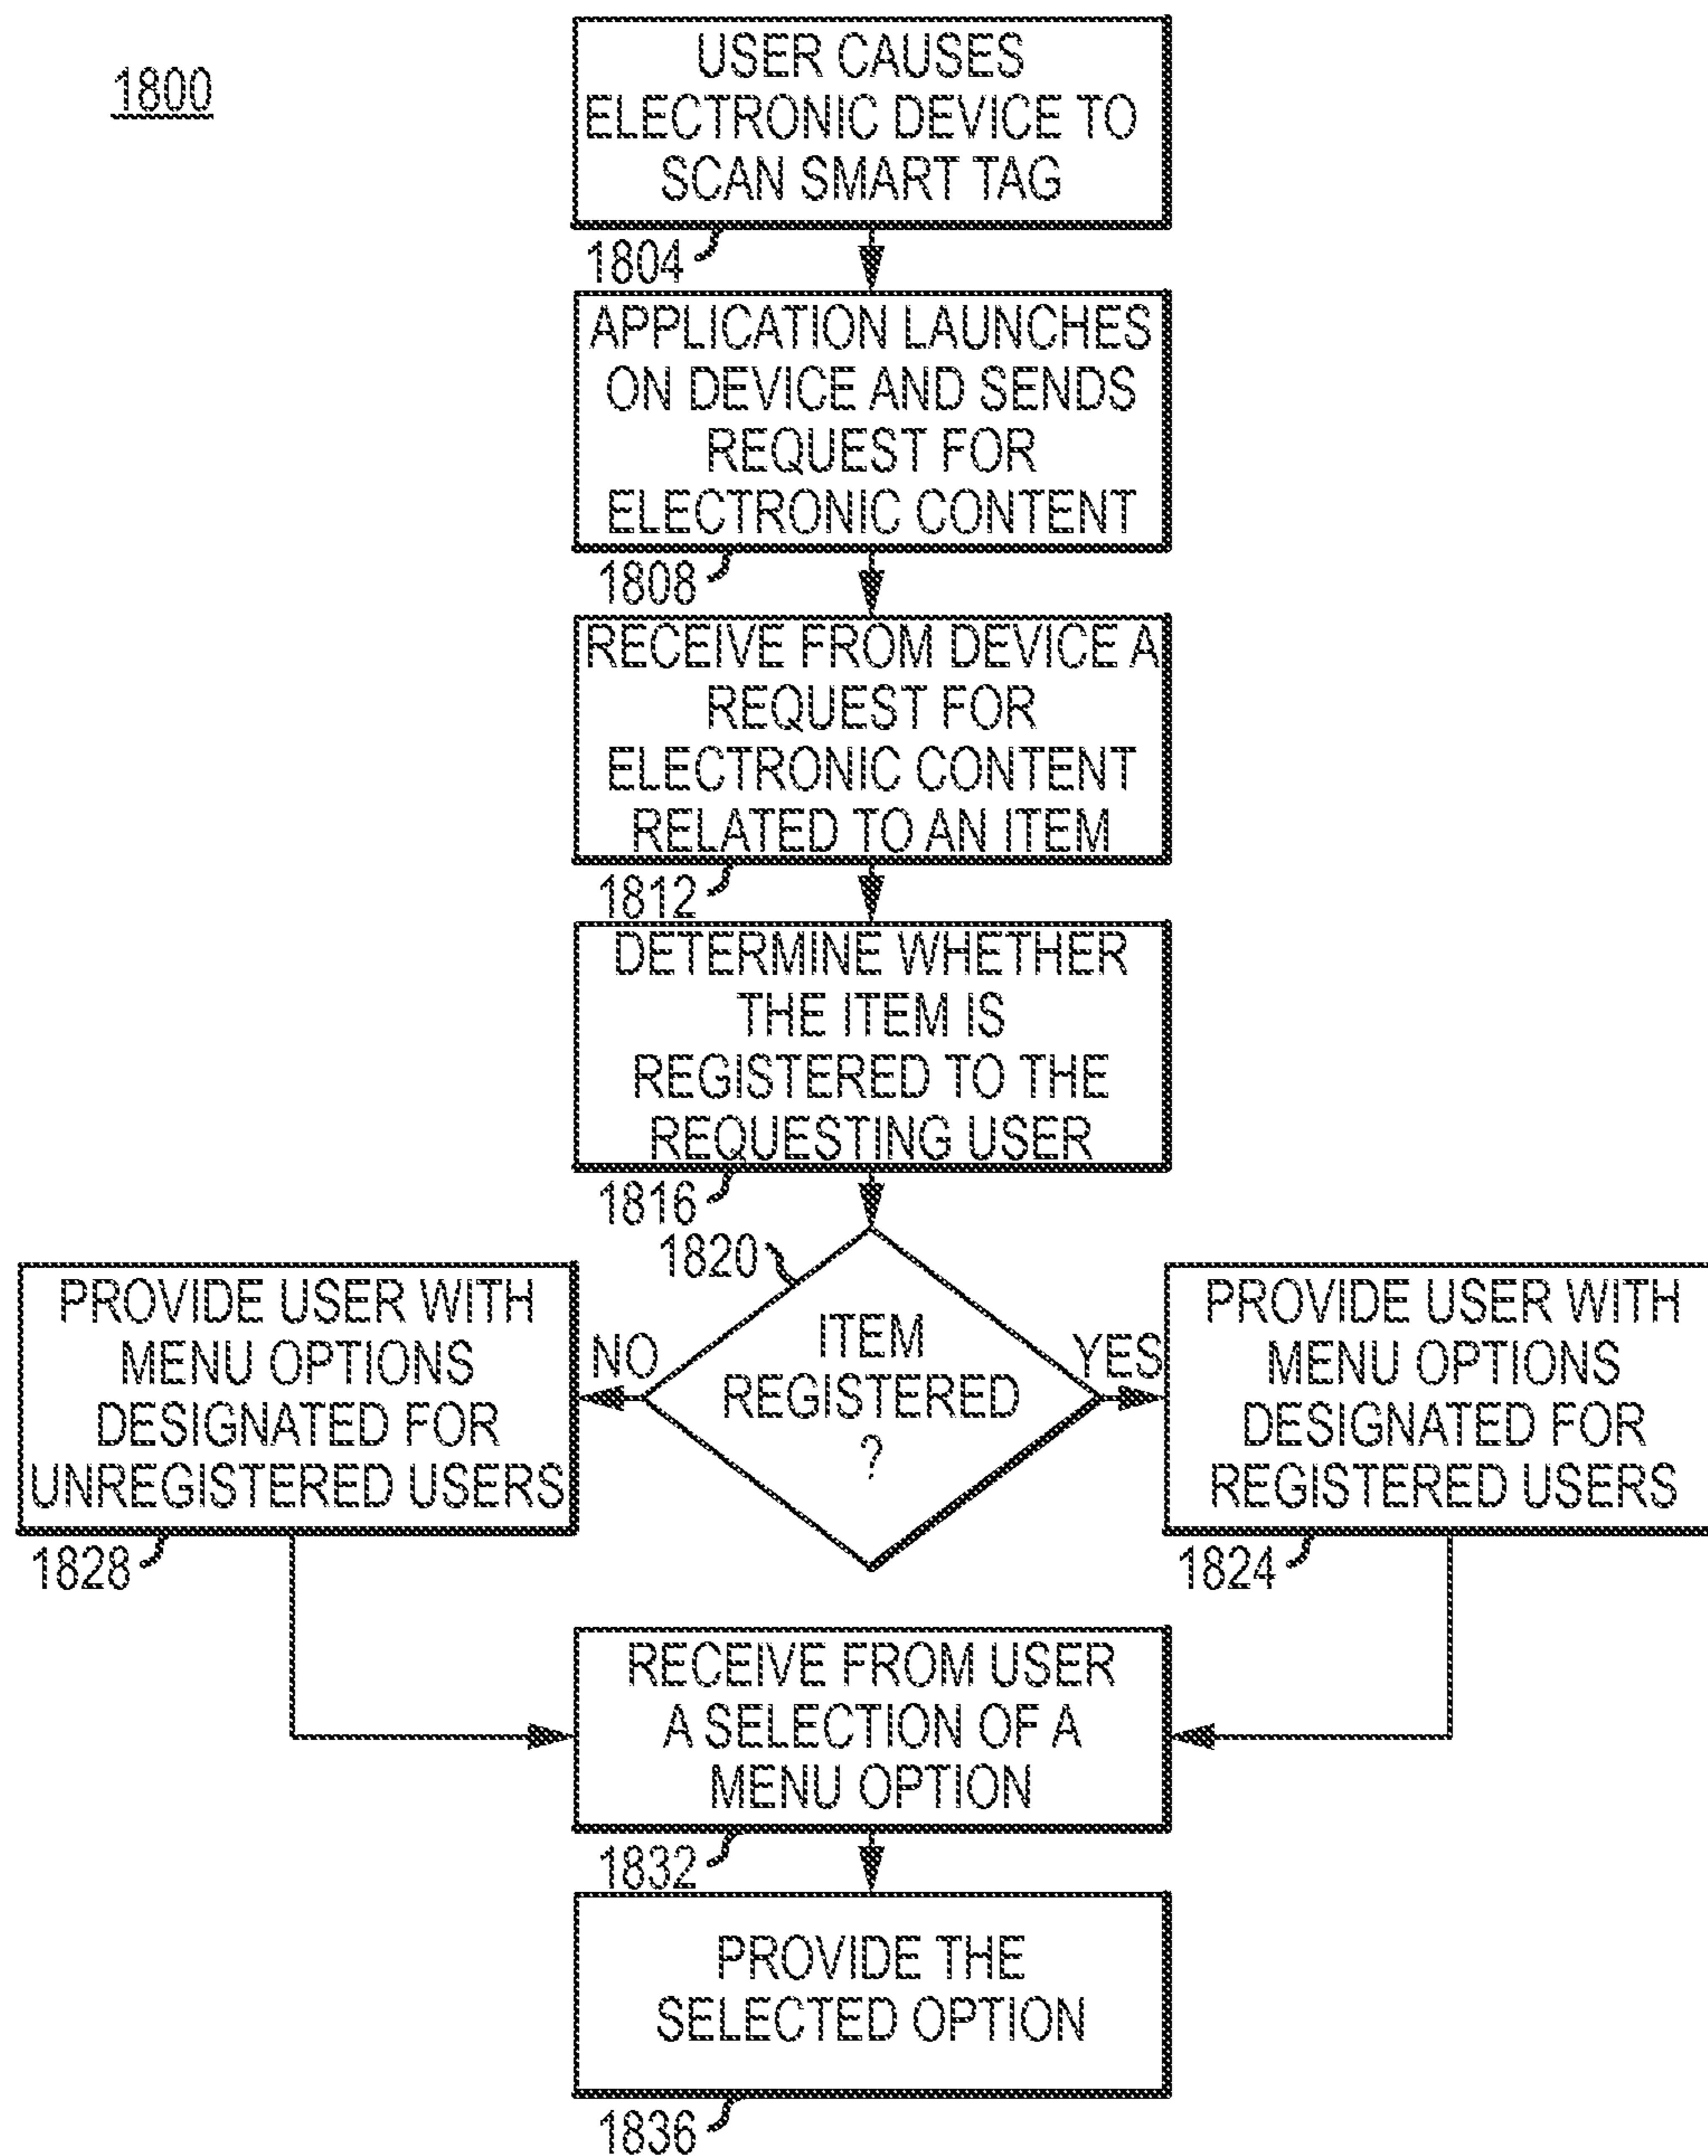 1800
USER CAUSES
ELECTRONIC DEVICE TO
SCAN SMART TAG
1804
APPLICATION LAUNCHES
ON DEVICE AND SENDS
REQUEST FOR
ELECTRONIC CONTENT
1808
RECEIVE FROM DEVICE A
REQUEST FOR
ELECTRONIC CONTENT
RELATED TO AN ITEM
1812
DETERMINE WHETHER
THE ITEM IS
REGISTERED TO THE
REQUESTING USER
1816
1820
ITEM
REGISTERED
?
NO
YES
PROVIDE USER WITH
MENU OPTIONS
DESIGNATED FOR
UNREGISTERED USERS
1828
PROVIDE USER WITH
MENU OPTIONS
DESIGNATED FOR
REGISTERED USERS
1824
RECEIVE FROM USER
A SELECTION OF A
MENU OPTION
1832
PROVIDE THE
SELECTED OPTION
1836